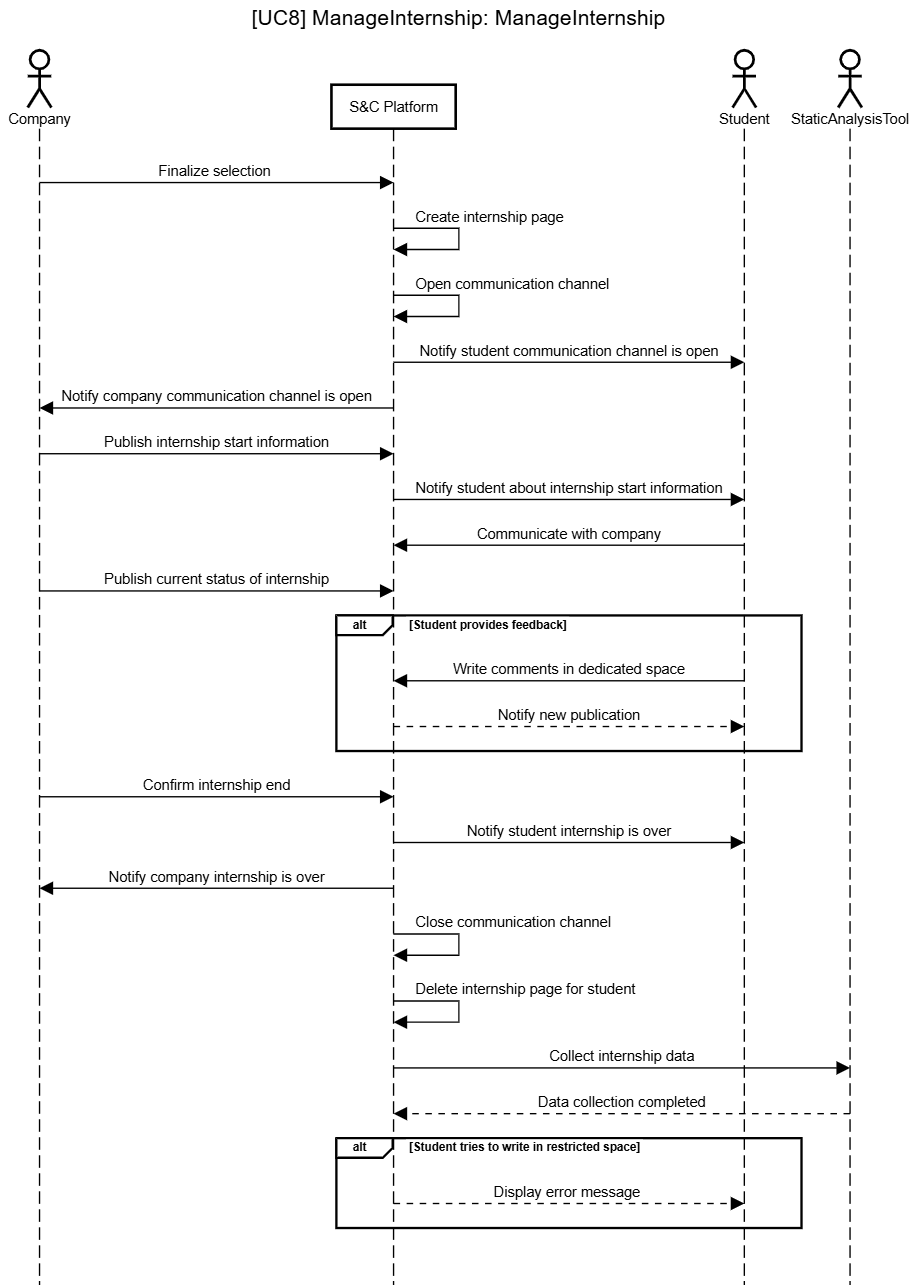 [UC8] ManageInternship: ManageInternship
Company
S&C Platform
Student
StaticAnalysisTool
Finalize selection
Create internship page
Open communication channel
Notify student communication channel is open
Notify company communication channel is open
Publish internship start information
Notify student about internship start information
Communicate with company
Publish current status of internship
alt
[Student provides feedback]
Write comments in dedicated space
Notify new publication
Confirm internship end
Notify student internship is over
Notify company internship is over
Close communication channel
Delete internship page for student
Collect internship data
Data collection completed
alt
[Student tries to write in restricted space]
Display error message